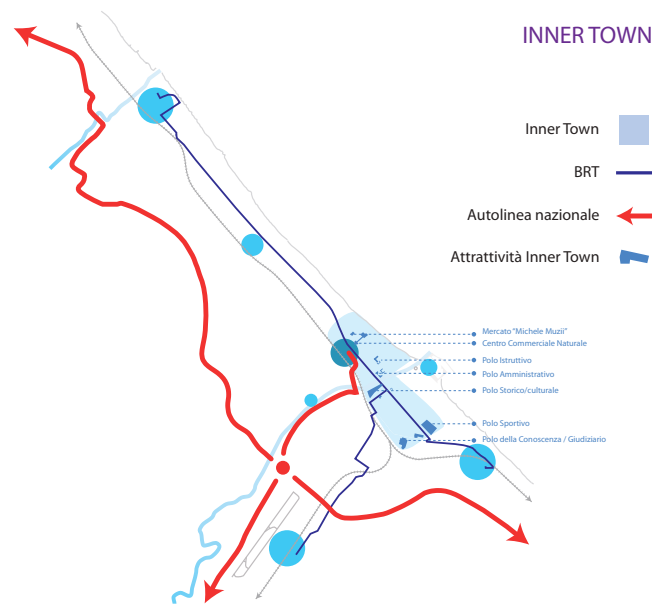 INNER TOWN
Inner Town
BRT
Autolinea nazionale
Attrattività Inner Town
Mercato "Michele Muzii"
Centro Commerciale Naturale
Polo Istruttivo
Polo Amministrativo
Polo Storico/culturale
Polo Sportivo
Polo della Conoscenza / Giudiziario